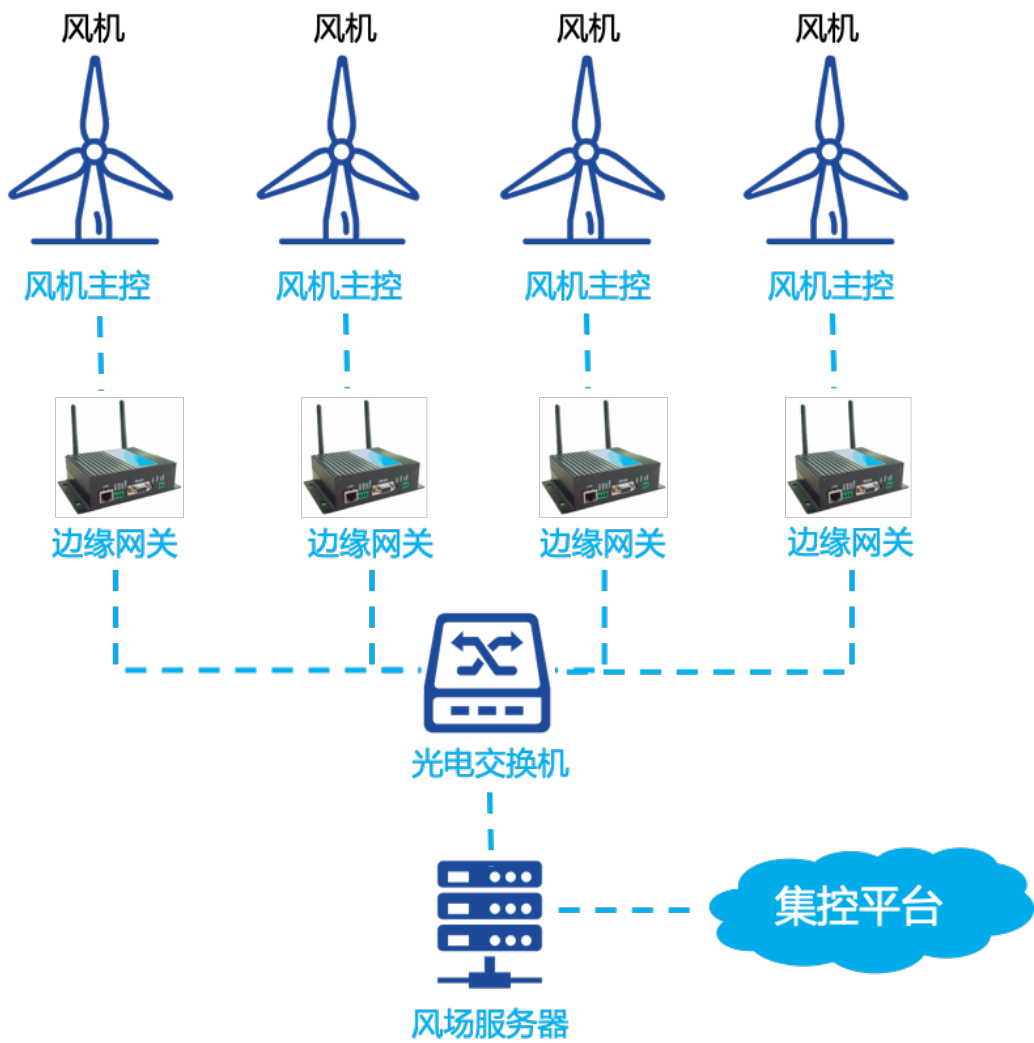 风机 风机 风机 风机
风机主控 风机主控 风机主控 风机主控
边缘网关 边缘网关 边缘网关 边缘网关
光电交换机
集控平台
风场服务器